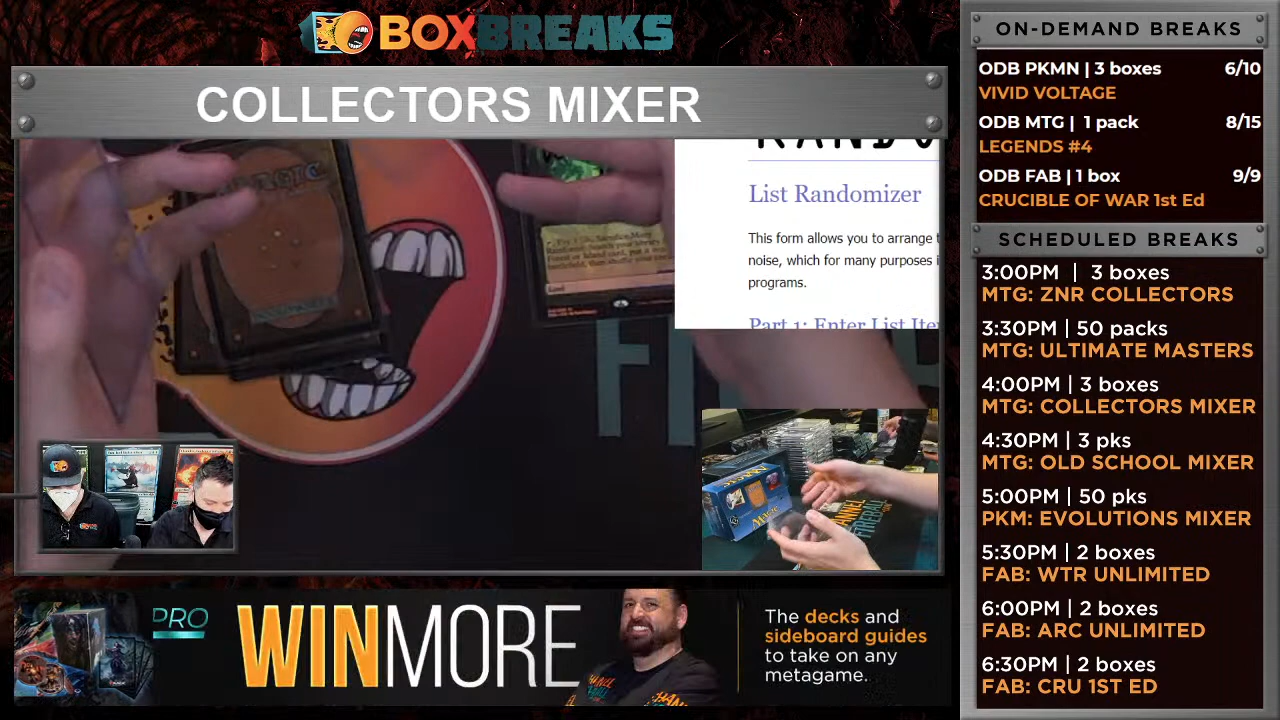 BOXBREAKS
COLLECTORS MIXER
List Randomizer
This form allows you to arrange t
noise, which for many purposes i
programs.
Part 1: Enter List Ite
PRO
WINMORE
The decks and
sideboard guides
to take on any
metagame.
ON-DEMAND BREAKS
ODB PKMN | 3 boxes 6/10
VIVID VOLTAGE
ODB MTG | 1 pack 8/15
LEGENDS #4
ODB FAB | 1 box 9/9
CRUCIBLE OF WAR 1st Ed
SCHEDULED BREAKS
3:00PM | 3 boxes
MTG: ZNR COLLECTORS
3:30PM | 50 packs
MTG: ULTIMATE MASTERS
4:00PM | 3 boxes
MTG: COLLECTORS MIXER
4:30PM | 3 pks
MTG: OLD SCHOOL MIXER
5:00PM | 50 pks
PKM: EVOLUTIONS MIXER
5:30PM | 2 boxes
FAB: WTR UNLIMITED
6:00PM | 2 boxes
FAB: ARC UNLIMITED
6:30PM | 2 boxes
FAB: CRU 1ST ED